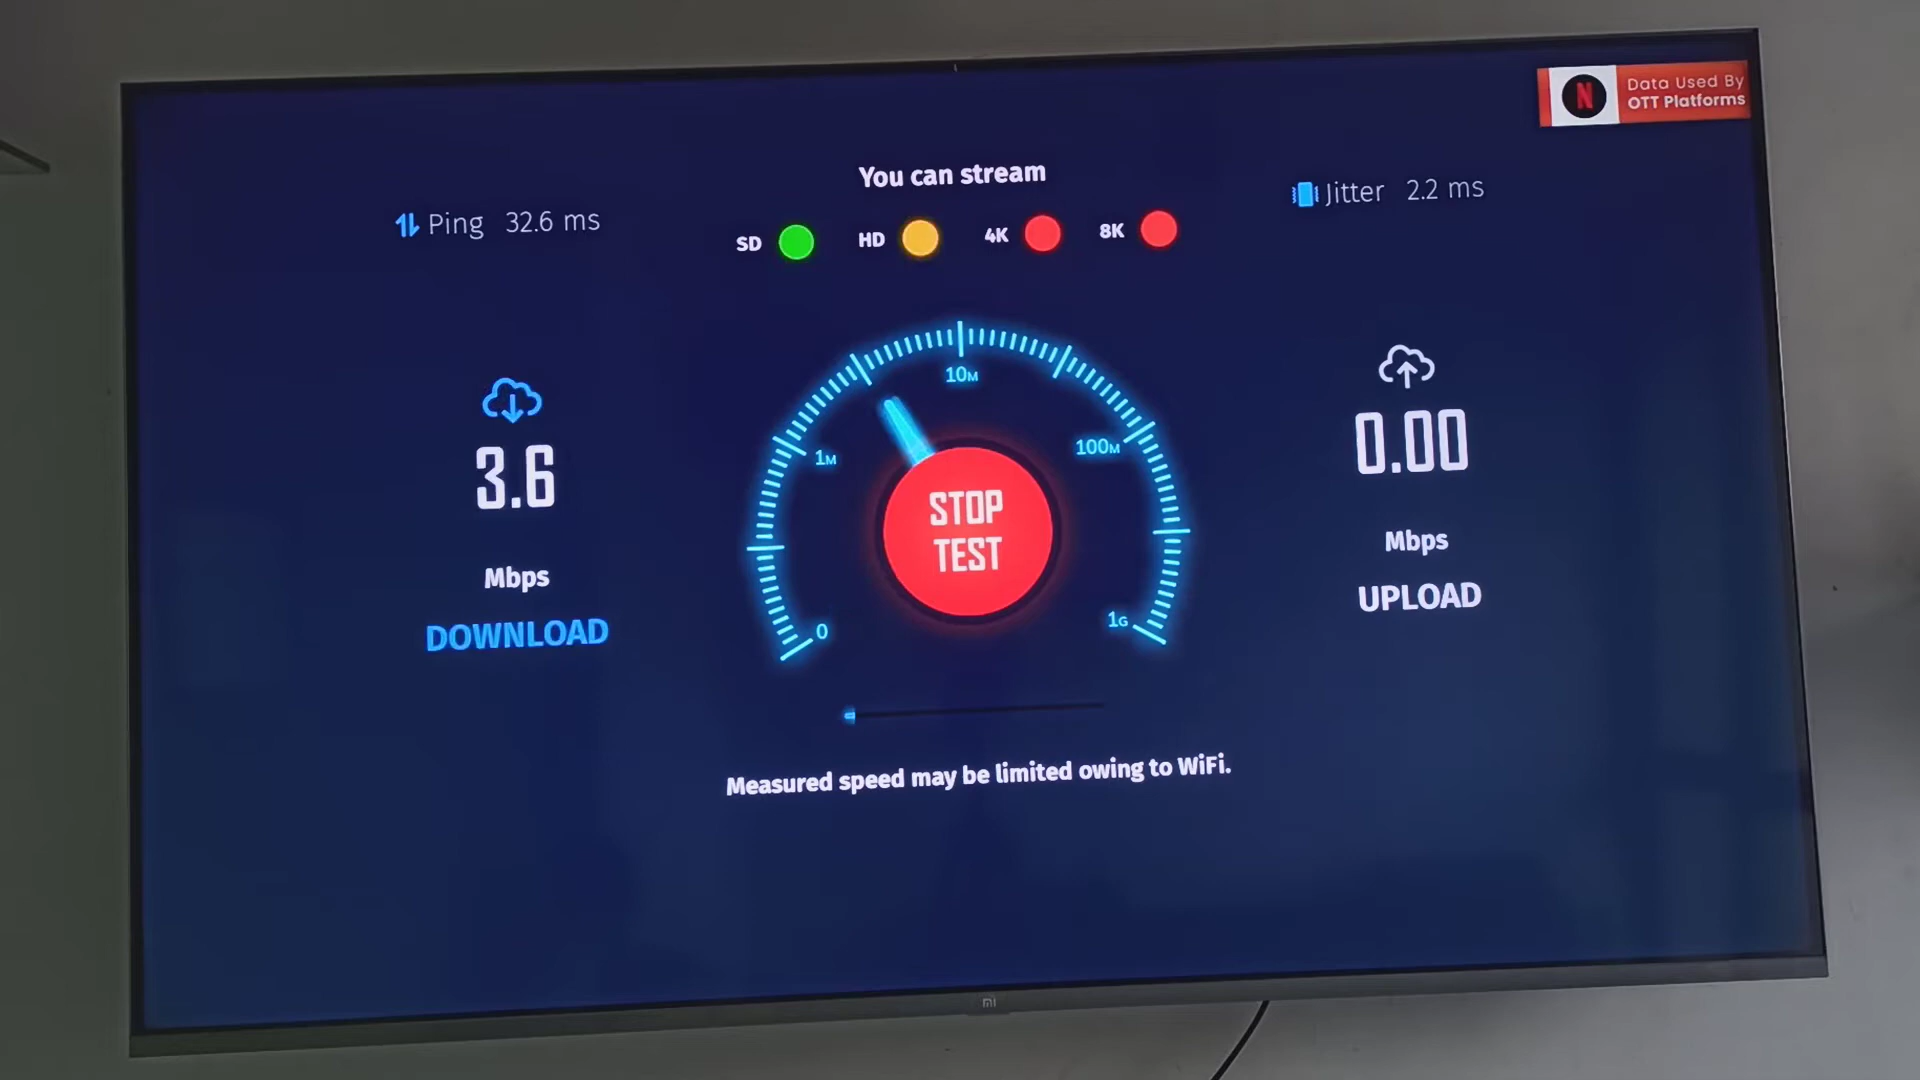 N
Data Used By
OTT Platforms
You can stream
Ping 32.6 ms
Jitter 2.2 ms
SD
HD
4K
8K
10M
1M
100M
0
1G
3.6
Mbps
DOWNLOAD
STOP
TEST
0.00
Mbps
UPLOAD
Measured speed may be limited owing to WiFi.
mi